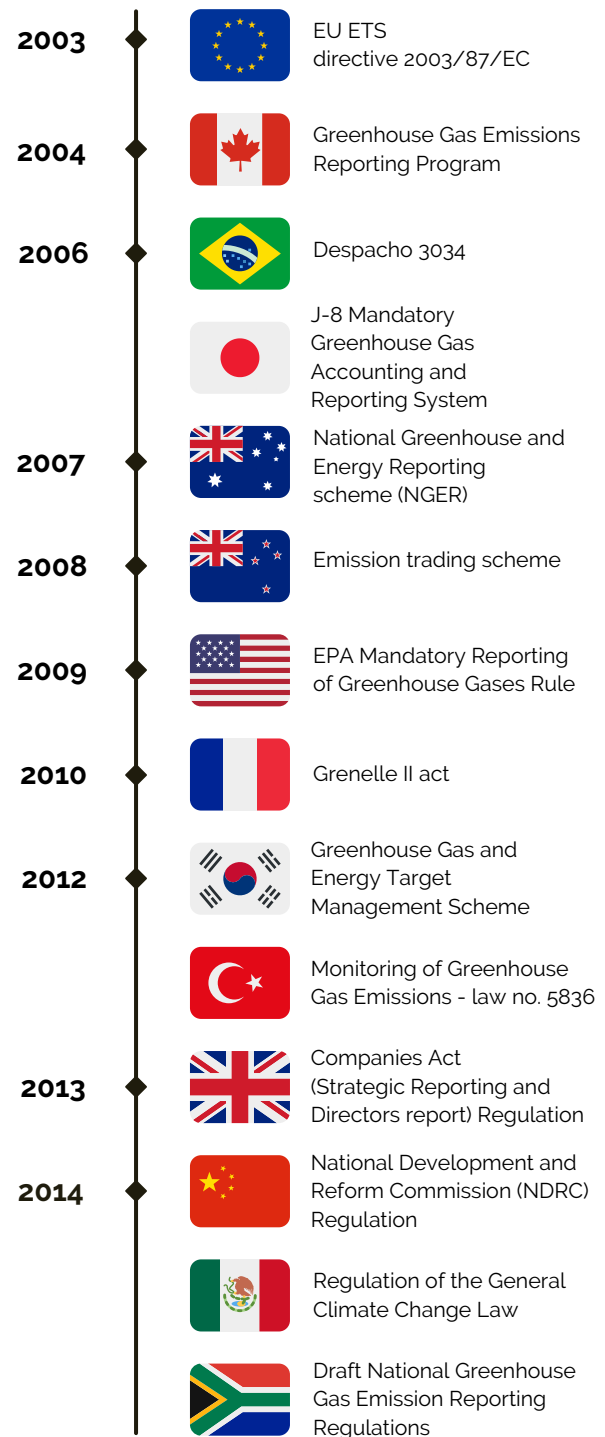 2003
EU ETS
directive 2003/87/EC
2004
Greenhouse Gas Emissions
Reporting Program
2006
Despacho 3034
J-8 Mandatory
Greenhouse Gas
Accounting and
Reporting System
2007
National Greenhouse and
Energy Reporting
scheme (NGER)
2008
Emission trading scheme
2009
EPA Mandatory Reporting
of Greenhouse Gases Rule
2010
Grenelle II act
2012
Greenhouse Gas and
Energy Target
Management Scheme
Monitoring of Greenhouse
Gas Emissions - law no. 5836
2013
Companies Act
(Strategic Reporting and
Directors report) Regulation
2014
National Development and
Reform Commission (NDRC)
Regulation
Regulation of the General
Climate Change Law
Draft National Greenhouse
Gas Emission Reporting
Regulations